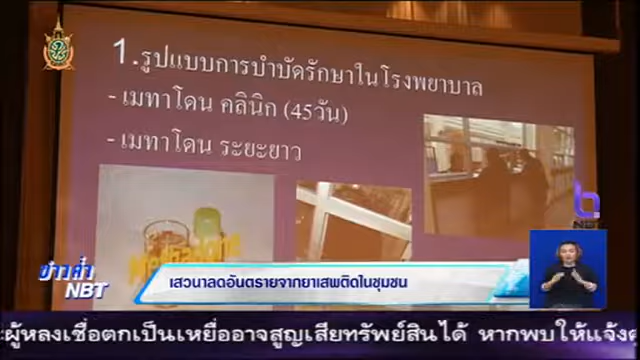 1.รูปแบบการบำบัดรักษาในโรงพยาบาล
- เมทาโดน คลินิก (45วัน)
- เมทาโดน ระยะยาว
NBT
ข่าวค่ำ
NBT
เสวนาลดอันตรายจากยาเสพติดในชุมชน
ะผู้หลงเชื่อตกเป็นเหยื่ออาจสูญเสียทรัพย์สินได้ หากพบให้แจ้ง